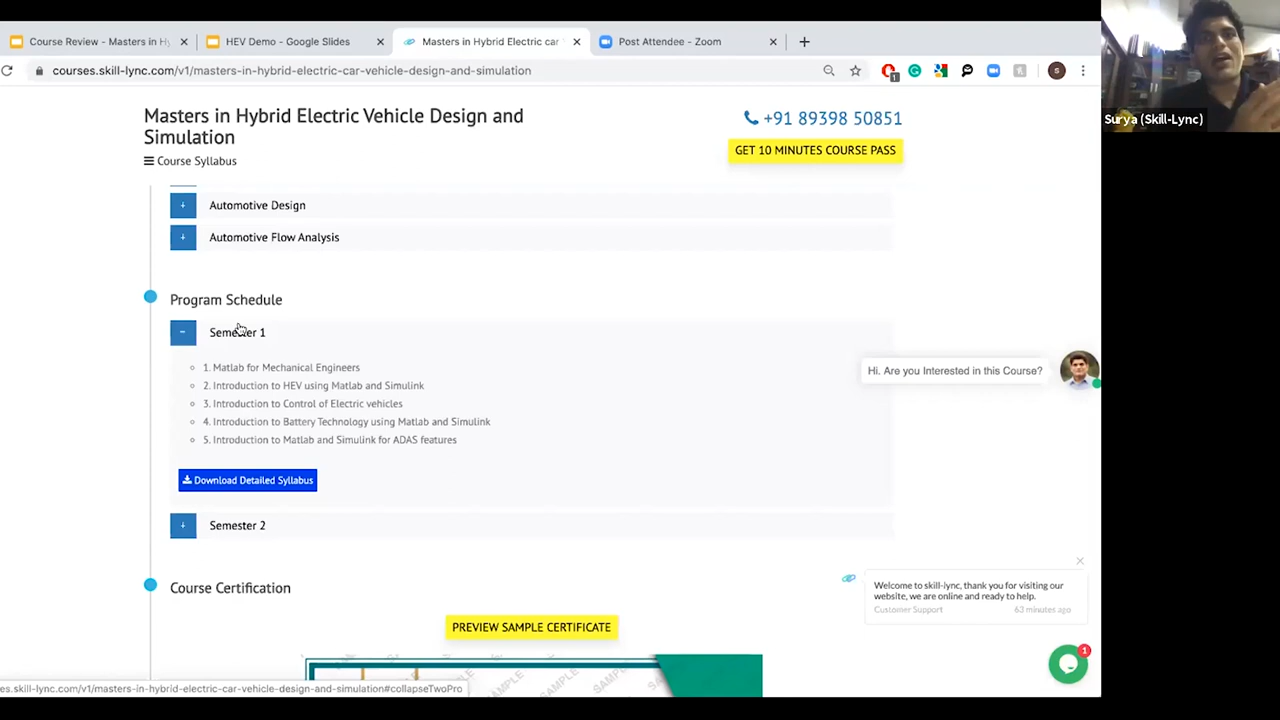 Course Review - Masters in H
HEV Demo - Google Slides
Masters in Hybrid Electric car
Post Attendee - Zoom
courses.skill-lync.com/v1/masters-in-hybrid-electric-car-vehicle-design-and-simulation
1
S
Surya (Skill-Lync)
Masters in Hybrid Electric Vehicle Design and
Simulation
Course Syllabus
+91 89398 50851
GET 10 MINUTES COURSE PASS
+ Automotive Design
+ Automotive Flow Analysis
Program Schedule
- Semester 1
1. Matlab for Mechanical Engineers
2. Introduction to HEV using Matlab and Simulink
3. Introduction to Control of Electric vehicles
4. Introduction to Battery Technology using Matlab and Simulink
5. Introduction to Matlab and Simulink for ADAS features
Hi. Are you Interested in this Course?
Download Detailed Syllabus
+ Semester 2
Course Certification
Welcome to skill-lync, thank you for visiting our
website, we are online and ready to help.
Customer Support 63 minutes ago
PREVIEW SAMPLE CERTIFICATE
1
SAMPLE SAMPLE SAMPLE
es.skill-lync.com/v1/masters-in-hybrid-electric-car-vehicle-design-and-simulation#collapseTwoPro